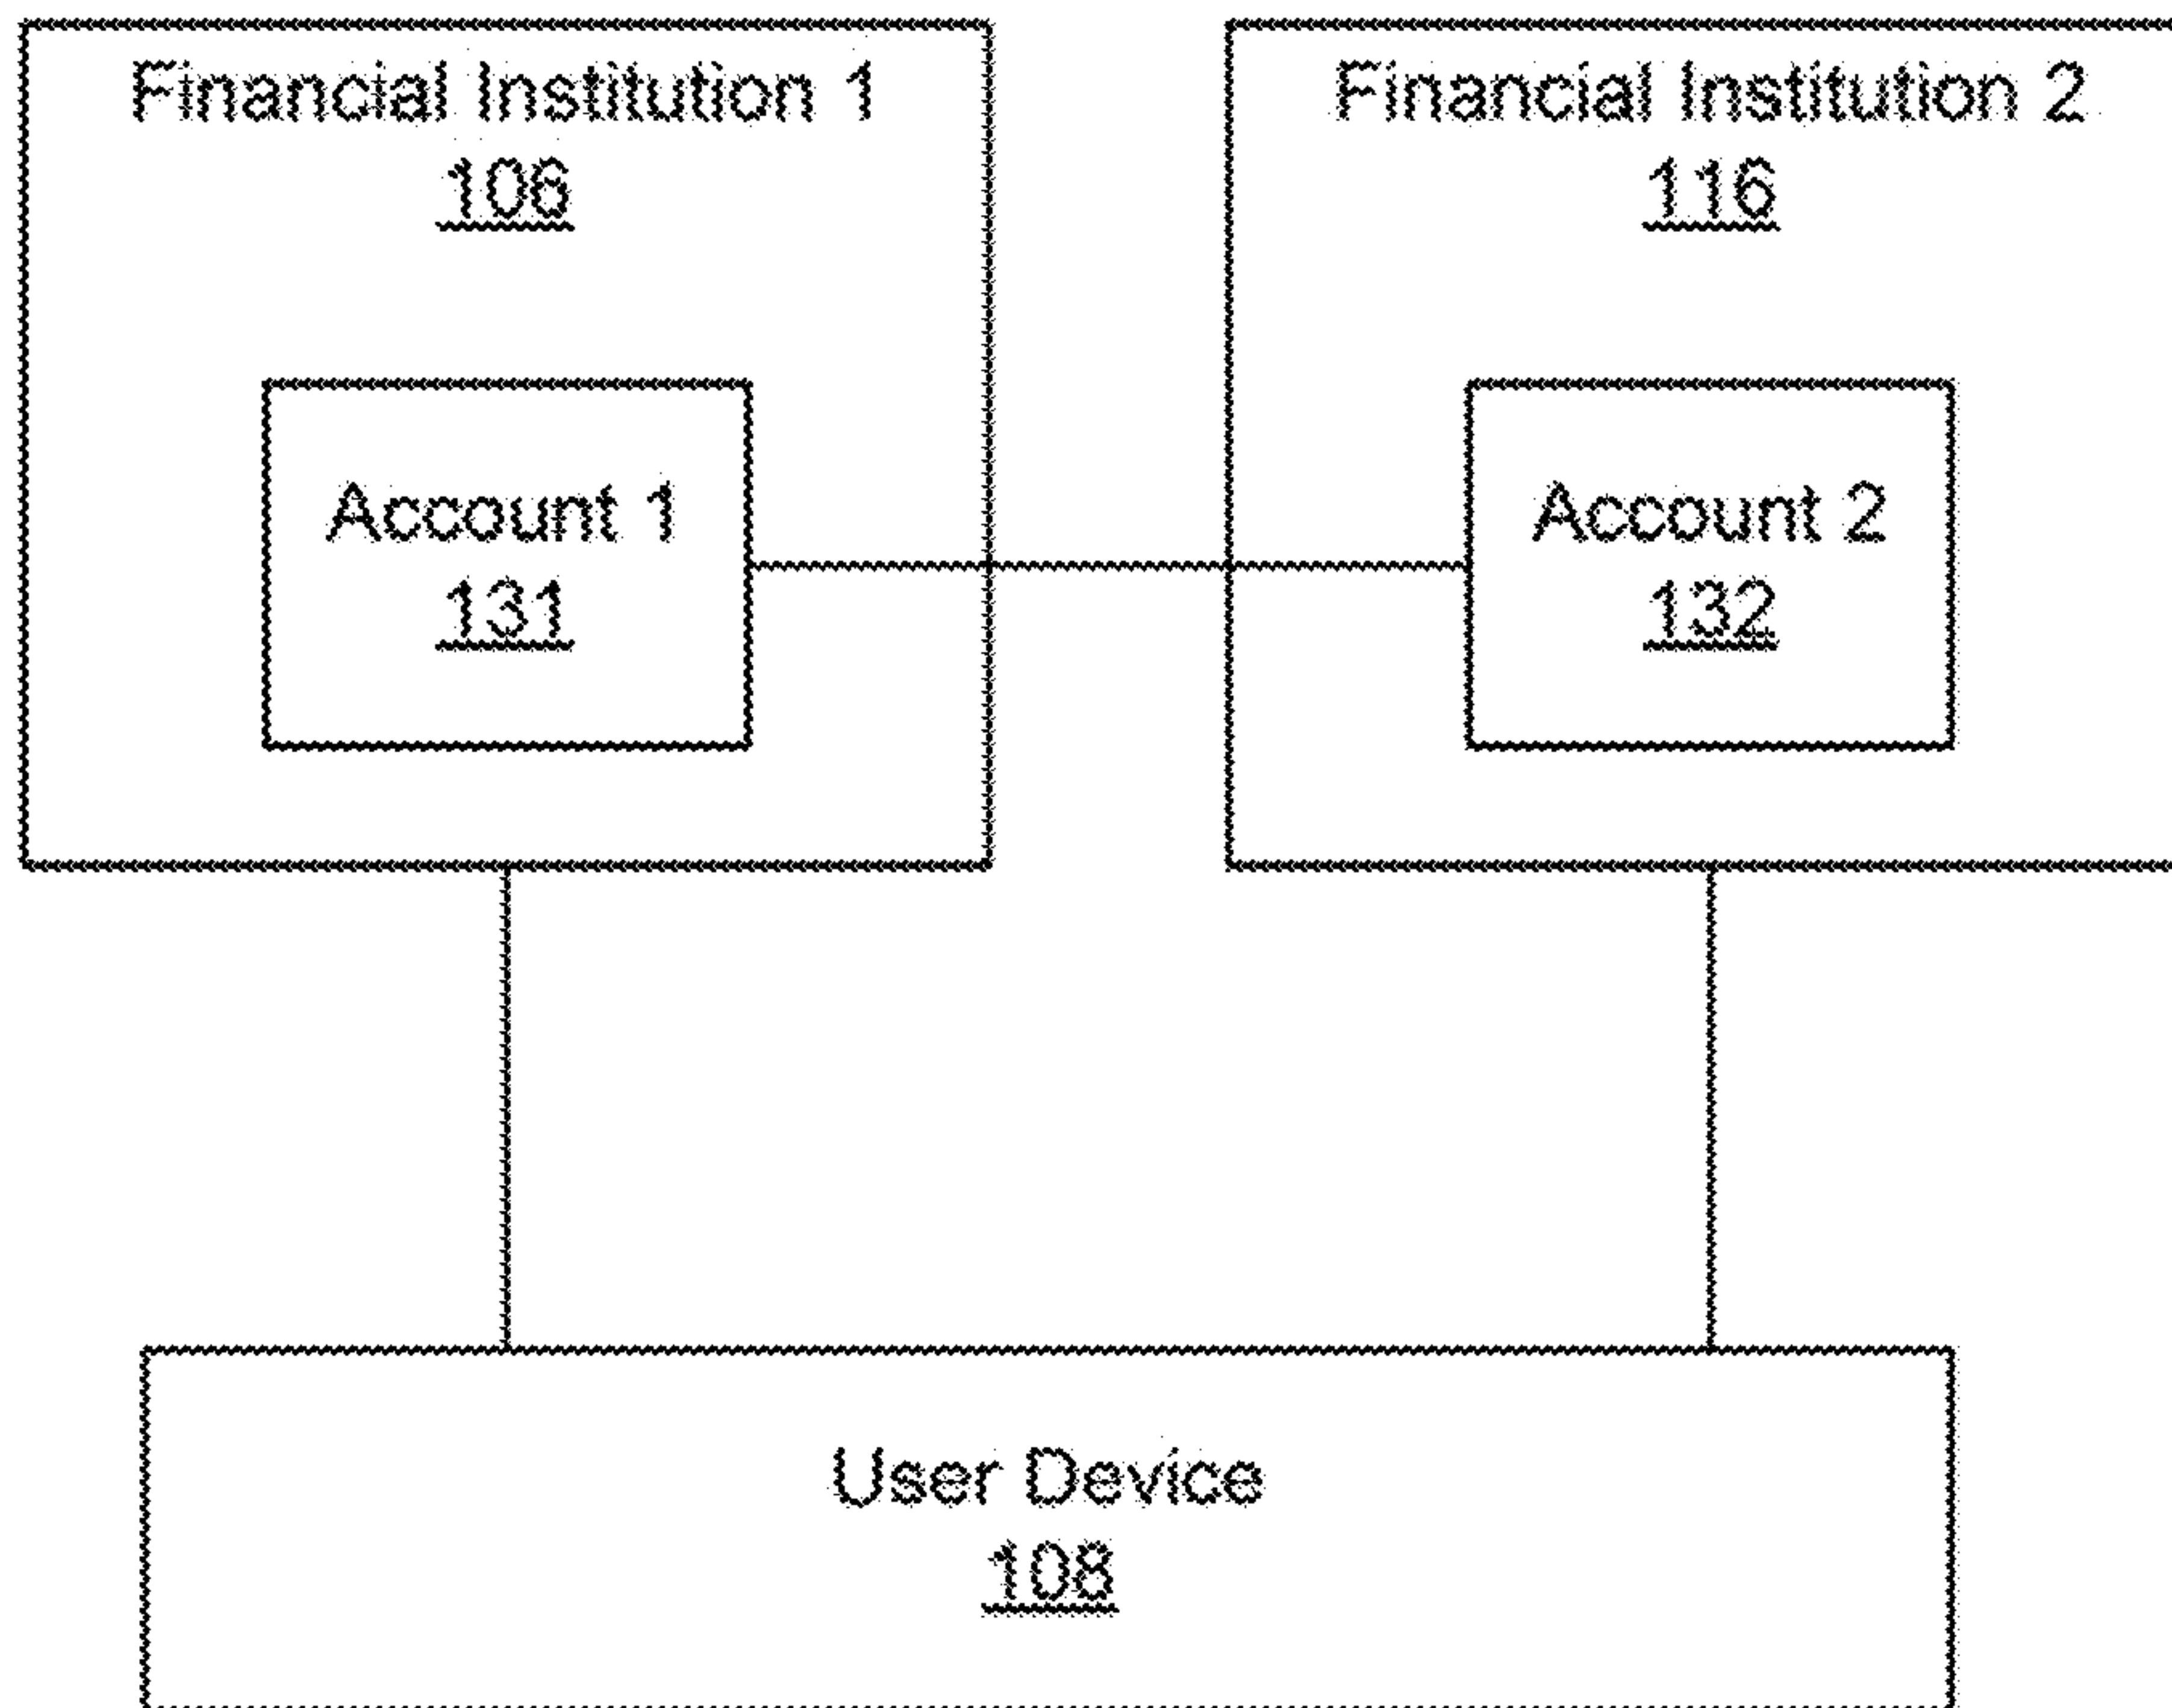 Financial Institution 1
106
Financial Institution 2
116
Account 1
131
Account 2
132
User Device
108